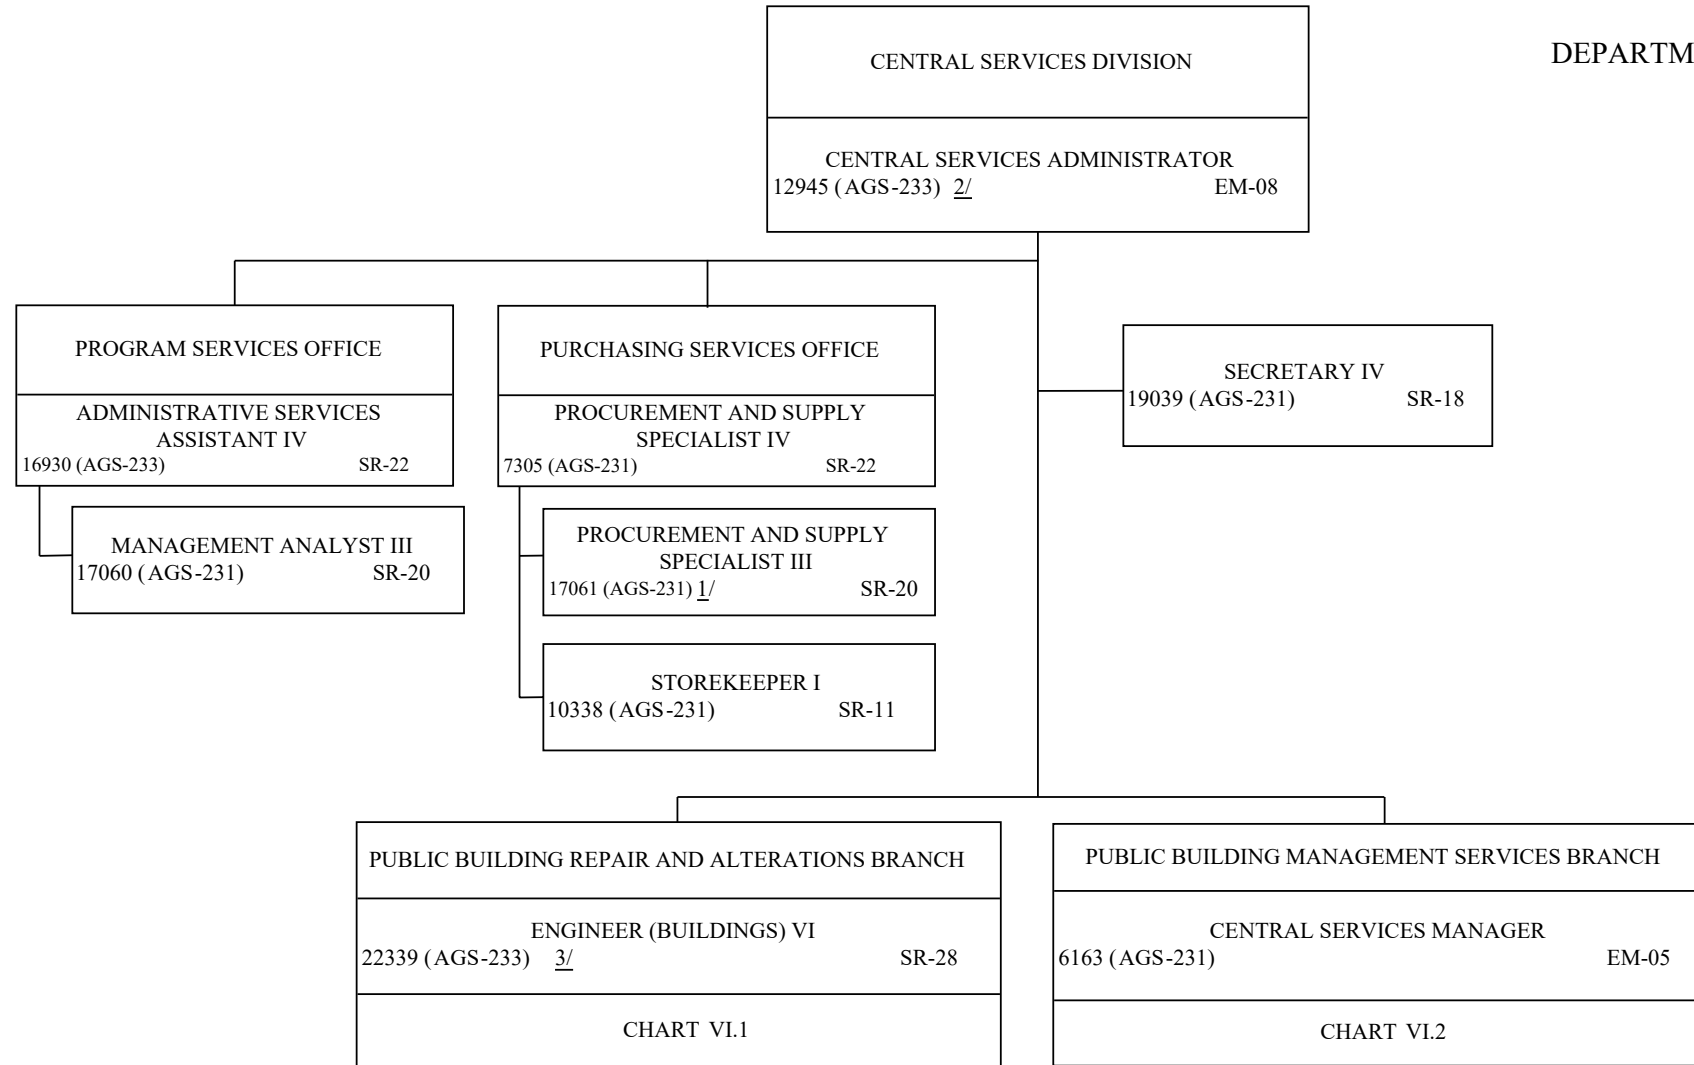 DEPARTM
CENTRAL SERVICES DIVISION
CENTRAL SERVICES ADMINISTRATOR
12945 (AGS-233) 2/ EM-08
PROGRAM SERVICES OFFICE
ADMINISTRATIVE SERVICES
ASSISTANT IV
16930 (AGS-233) SR-22
MANAGEMENT ANALYST III
17060 (AGS-231) SR-20
PURCHASING SERVICES OFFICE
PROCUREMENT AND SUPPLY
SPECIALIST IV
7305 (AGS-231) SR-22
PROCUREMENT AND SUPPLY
SPECIALIST III
17061 (AGS-231) 1/ SR-20
STOREKEEPER I
10338 (AGS-231) SR-11
SECRETARY IV
19039 (AGS-231) SR-18
PUBLIC BUILDING REPAIR AND ALTERATIONS BRANCH
ENGINEER (BUILDINGS) VI
22339 (AGS-233) 3/ SR-28
CHART VI.1
PUBLIC BUILDING MANAGEMENT SERVICES BRANCH
CENTRAL SERVICES MANAGER
6163 (AGS-231) EM-05
CHART VI.2